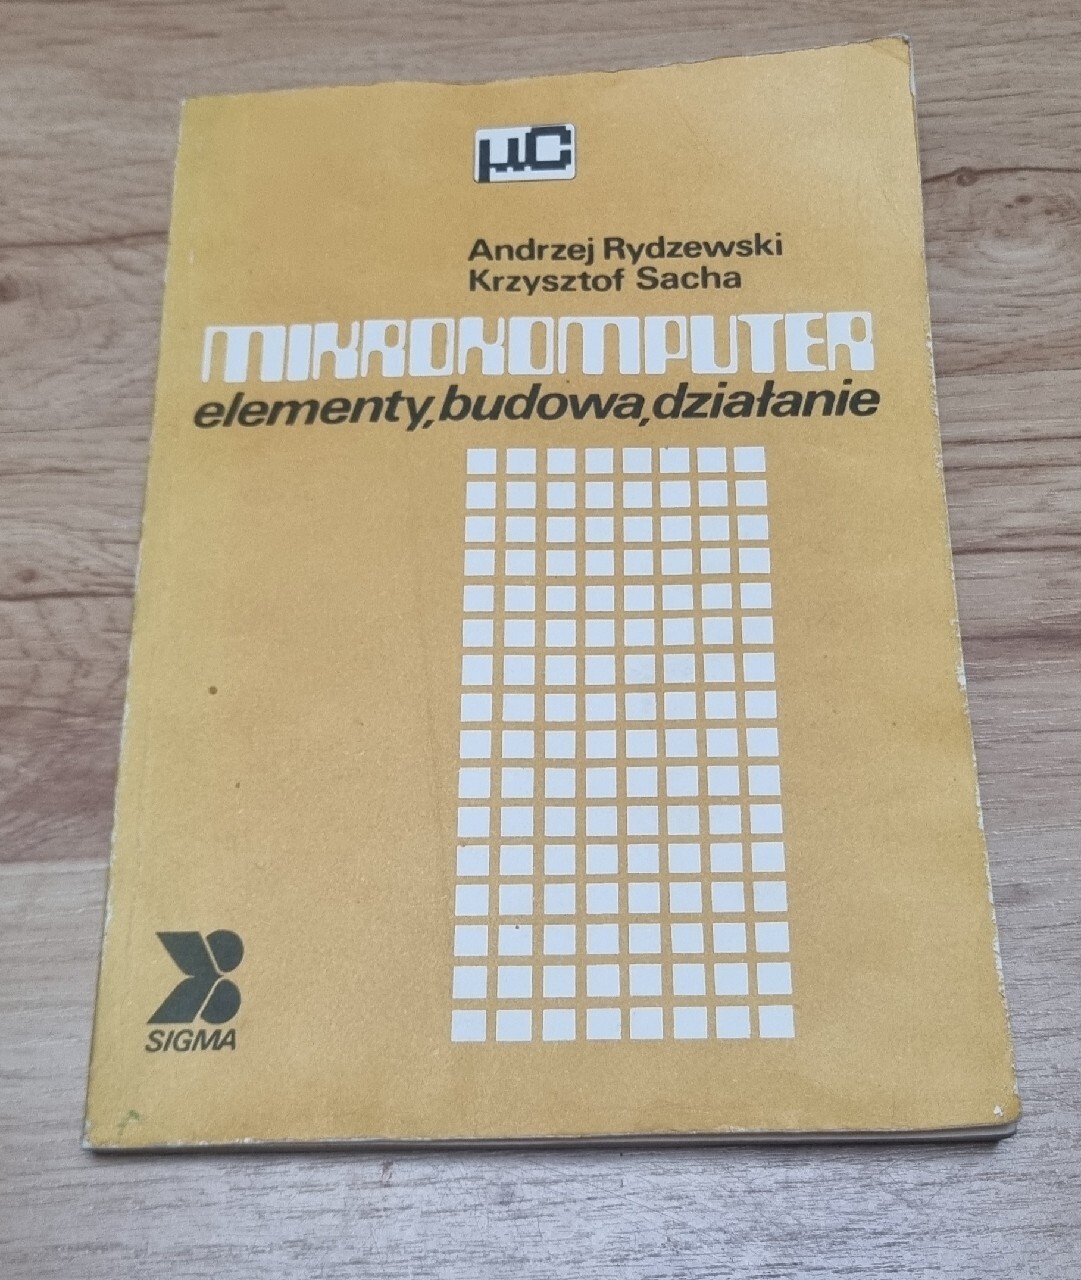 µC
Andrzej Rydzewski
Krzysztof Sacha
MIKROKOMPUTER
elementy, budowa, działanie
SIGMA